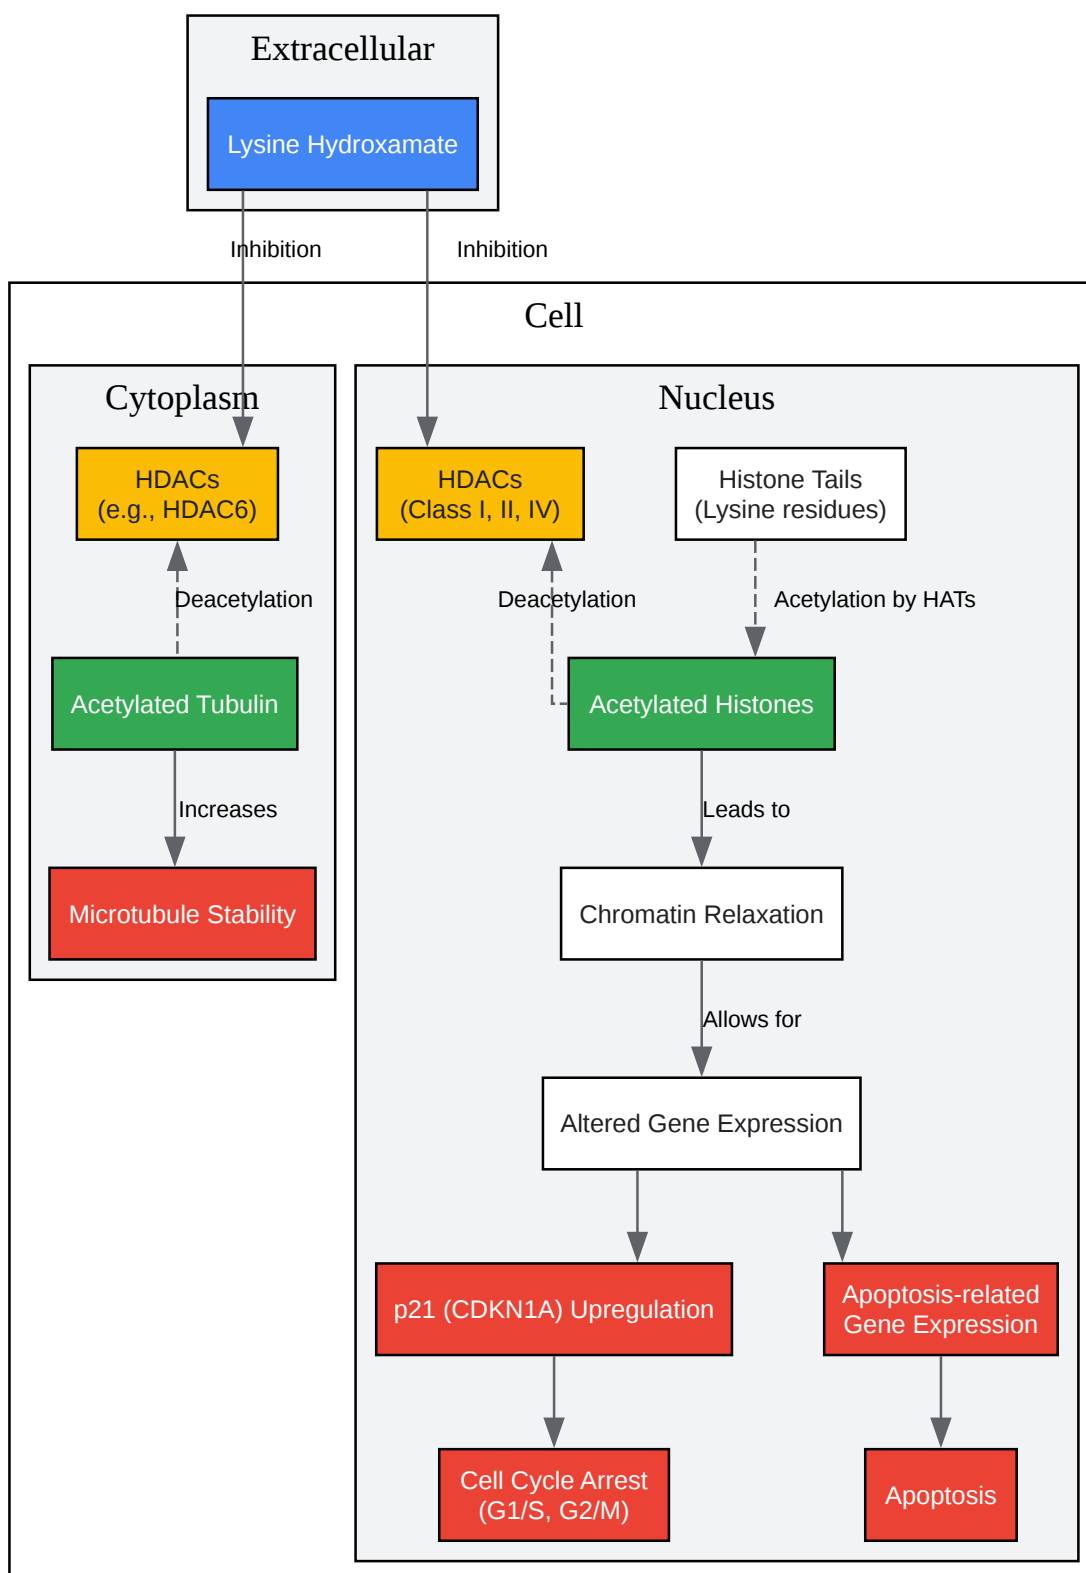 Extracellular
Lysine Hydroxamate
Inhibition
Inhibition
Cell
Cytoplasm
Nucleus
HDACs
(e.g., HDAC6)
HDACs
(Class I, II, IV)
Histone Tails
(Lysine residues)
Deacetylation
Deacetylation
Acetylation by HATs
Acetylated Tubulin
Acetylated Histones
Increases
Leads to
Microtubule Stability
Chromatin Relaxation
Allows for
Altered Gene Expression
p21 (CDKN1A) Upregulation
Apoptosis-related
Gene Expression
Cell Cycle Arrest
(G1/S, G2/M)
Apoptosis